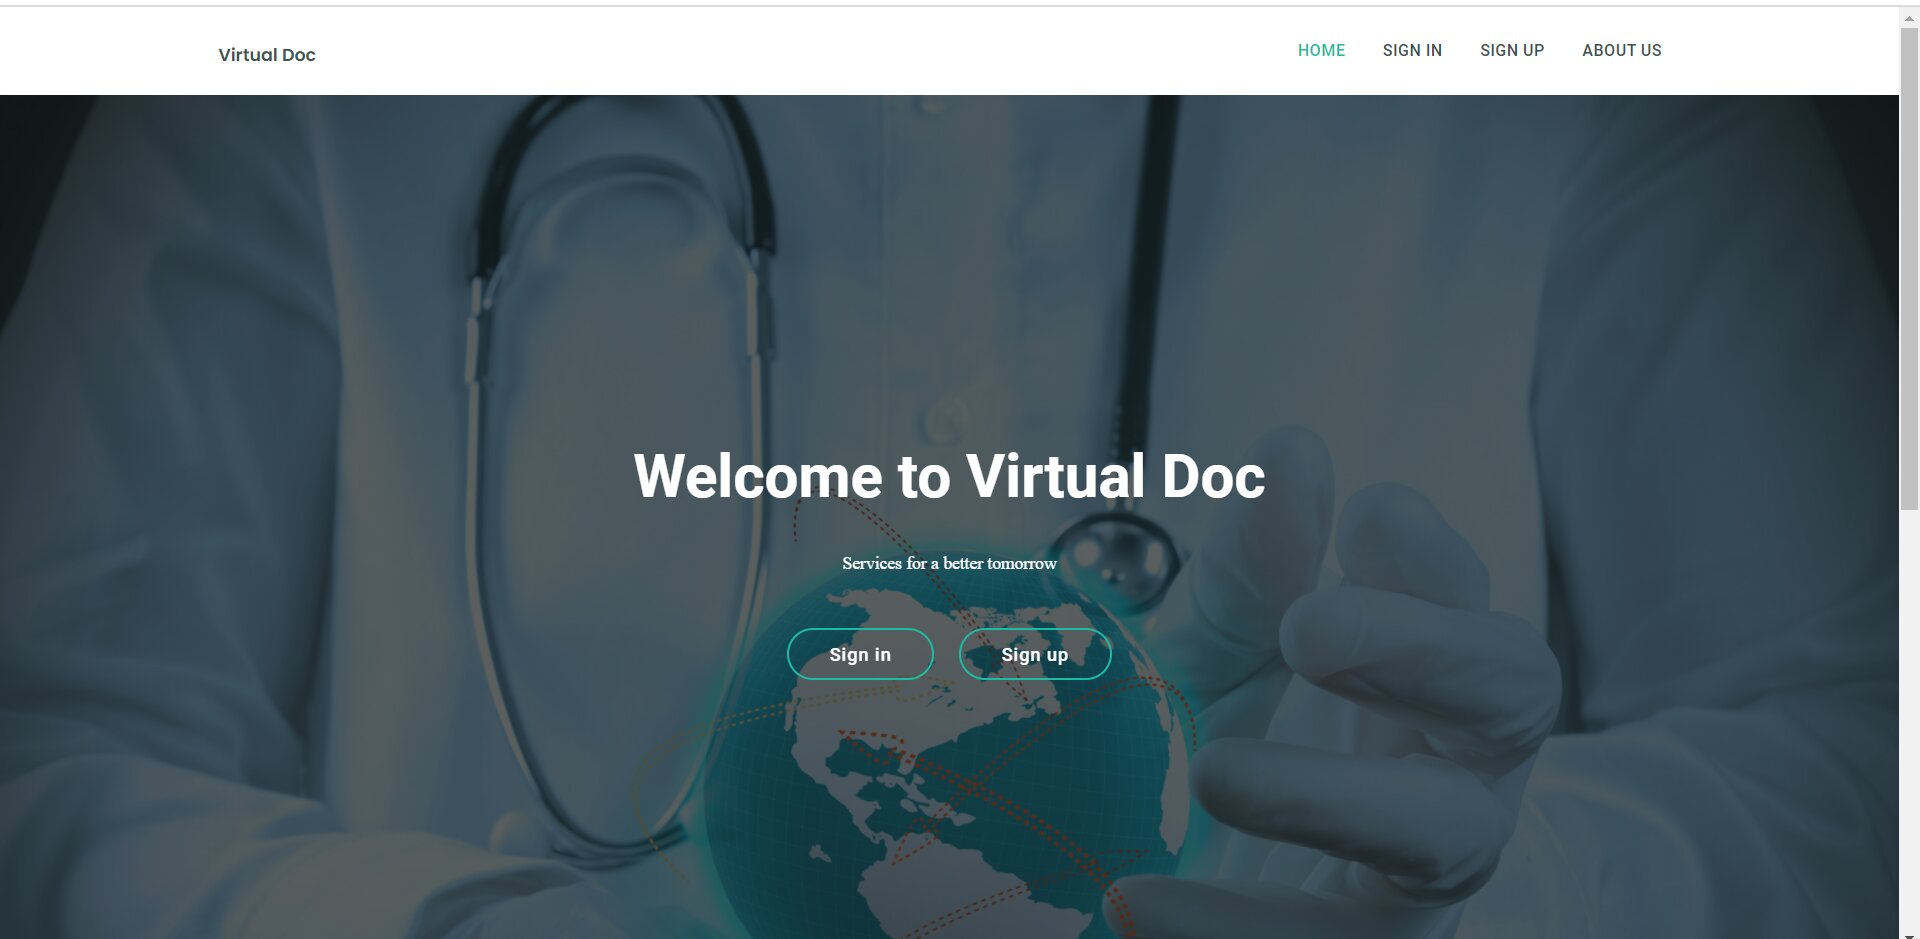 Virtual Doc
HOME SIGN IN SIGN UP ABOUT US
Welcome to Virtual Doc
Services for a better tomorrow
Sign in Sign up